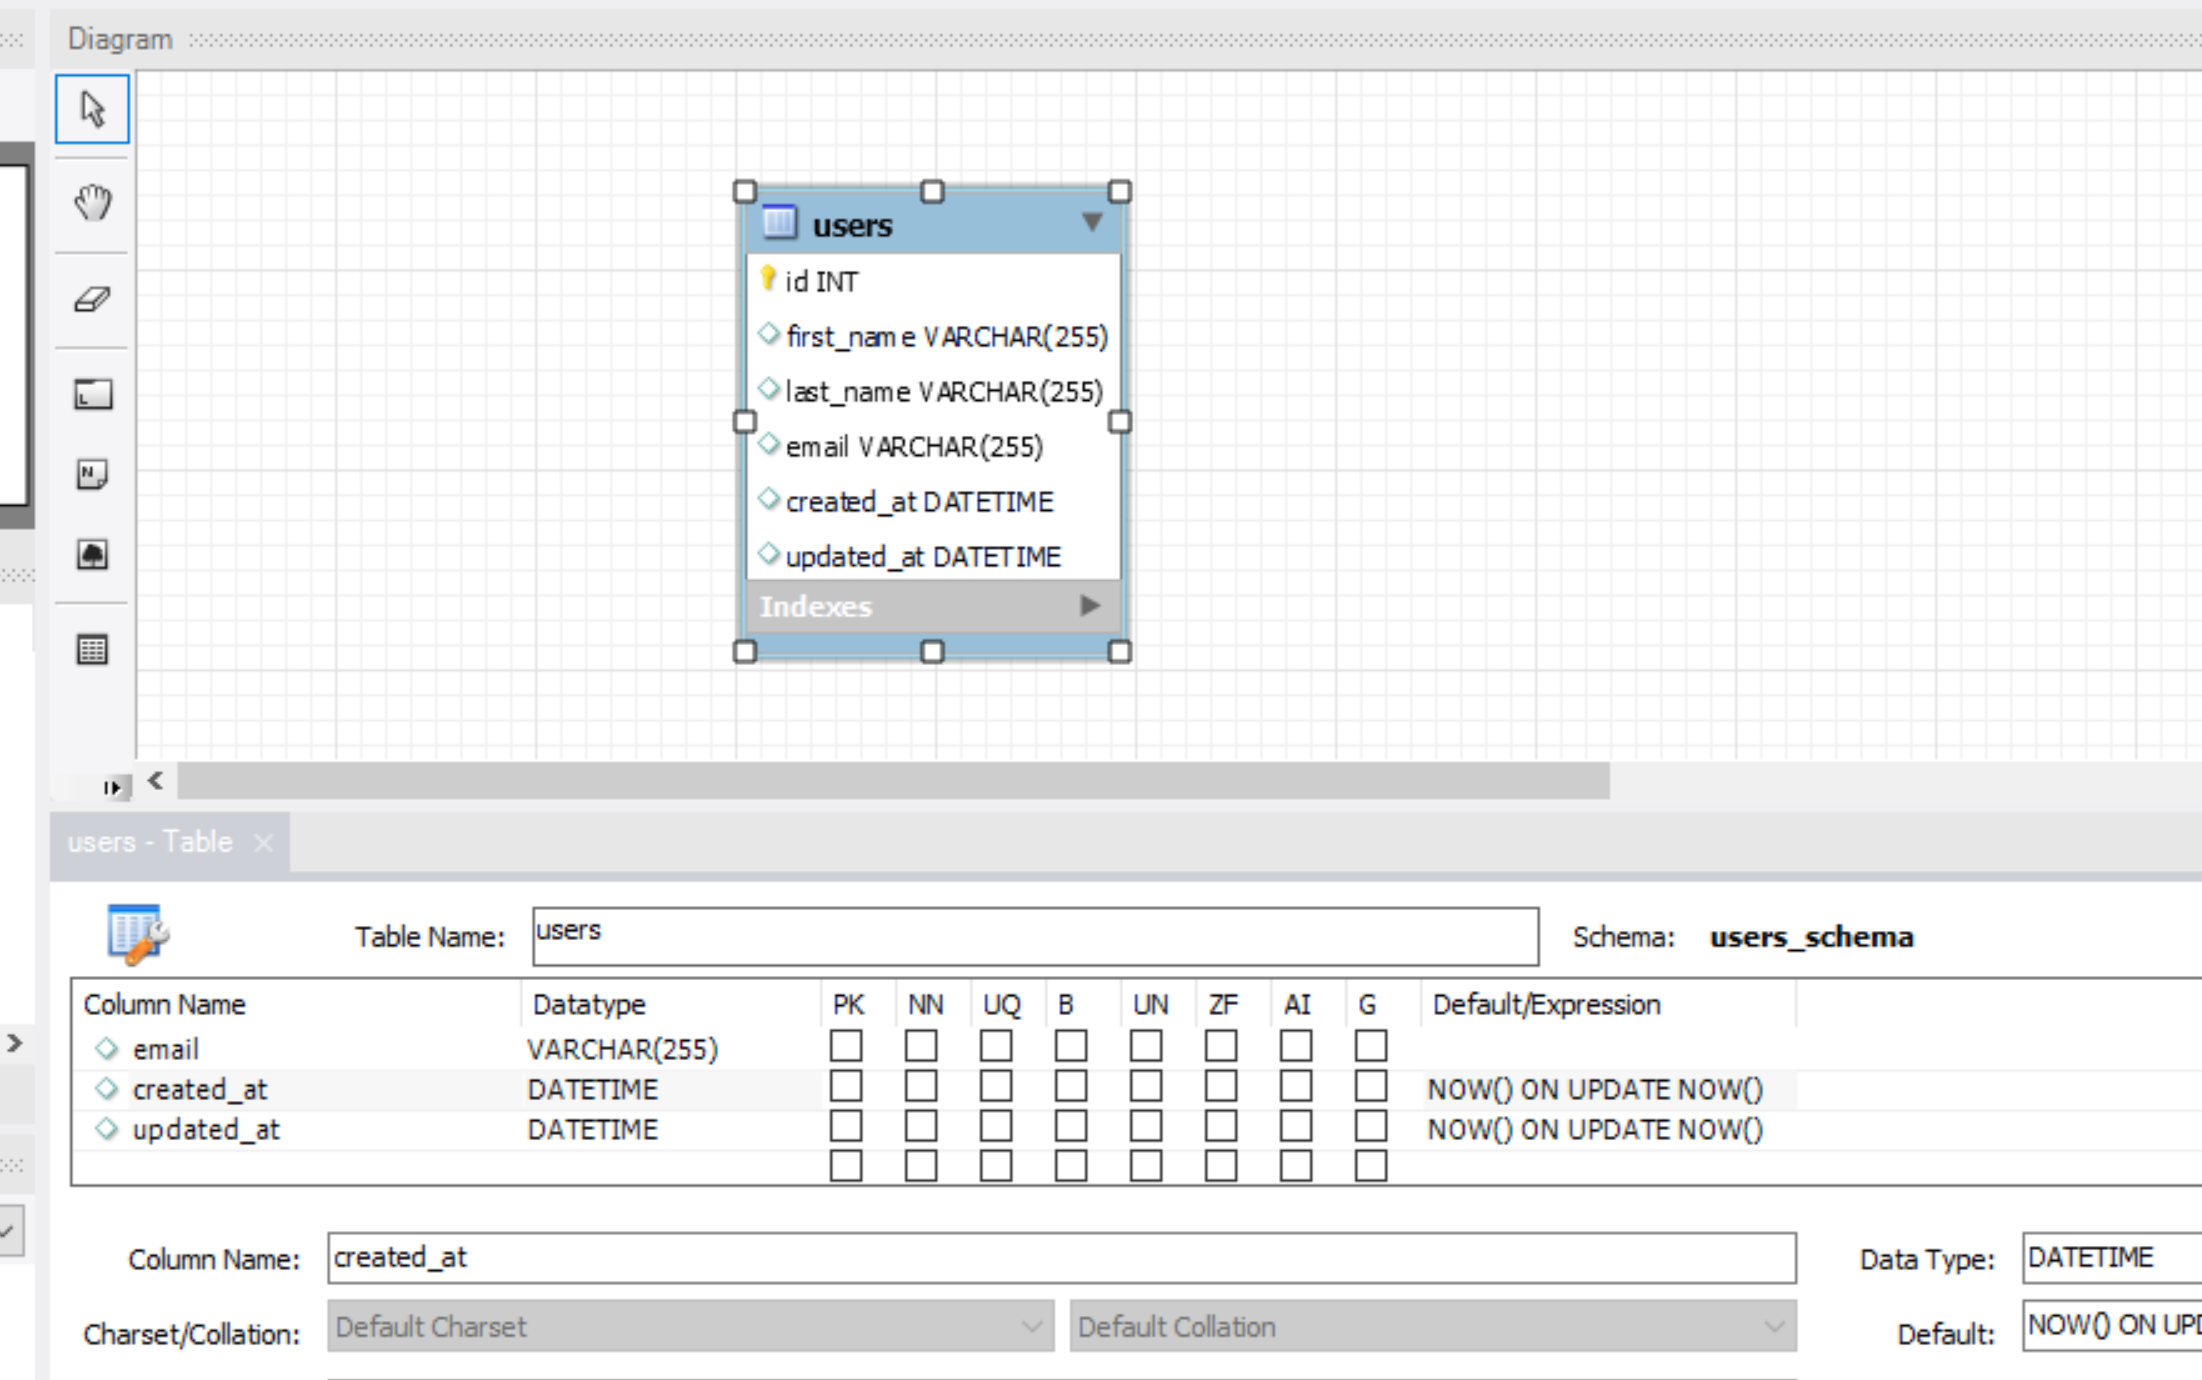 Diagram
users
id INT
first_name VARCHAR(255)
last_name VARCHAR(255)
email VARCHAR(255)
created_at DATETIME
updated_at DATETIME
Indexes
users - Table
Table Name: users Schema: users_schema
Column Name Datatype PK NN UQ B UN ZF AI G Default/Expression
email VARCHAR(255)
created_at DATETIME NOW() ON UPDATE NOW()
updated_at DATETIME NOW() ON UPDATE NOW()
Column Name: created_at Data Type: DATETIME
Charset/Collation: Default Charset Default Collation Default: NOW() ON UPD